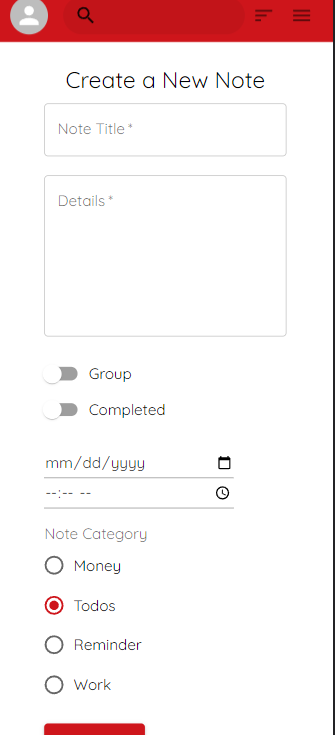 Create a New Note
Note Title *
Details *
Group
Completed
mm/dd/yyyy
--:-- --
Note Category
Money
Todos
Reminder
Work